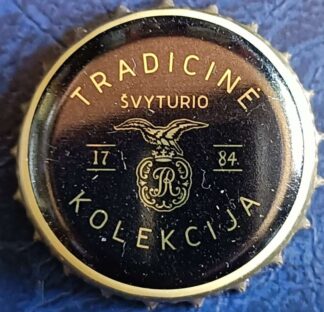 TRADICINĖ
ŠVYTURIO
17 84
KOLEKCIJA